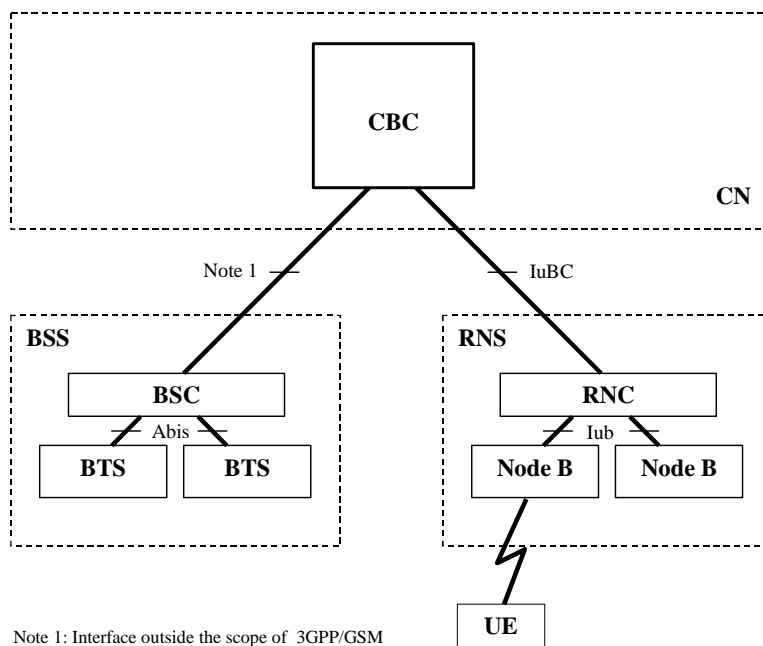 CBC
CN
Note 1
IuBC
BSS
RNS
BSC
RNC
Abis
Iub
BTS
BTS
Node B
Node B
UE
Note 1: Interface outside the scope of 3GPP/GSM